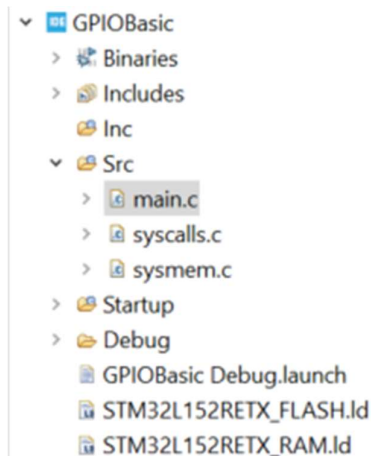 GPIOBasic
Binaries
Includes
Inc
Src
main.c
syscalls.c
sysmem.c
Startup
Debug
GPIOBasic Debug.launch
STM32L152RETX_FLASH.ld
STM32L152RETX_RAM.ld